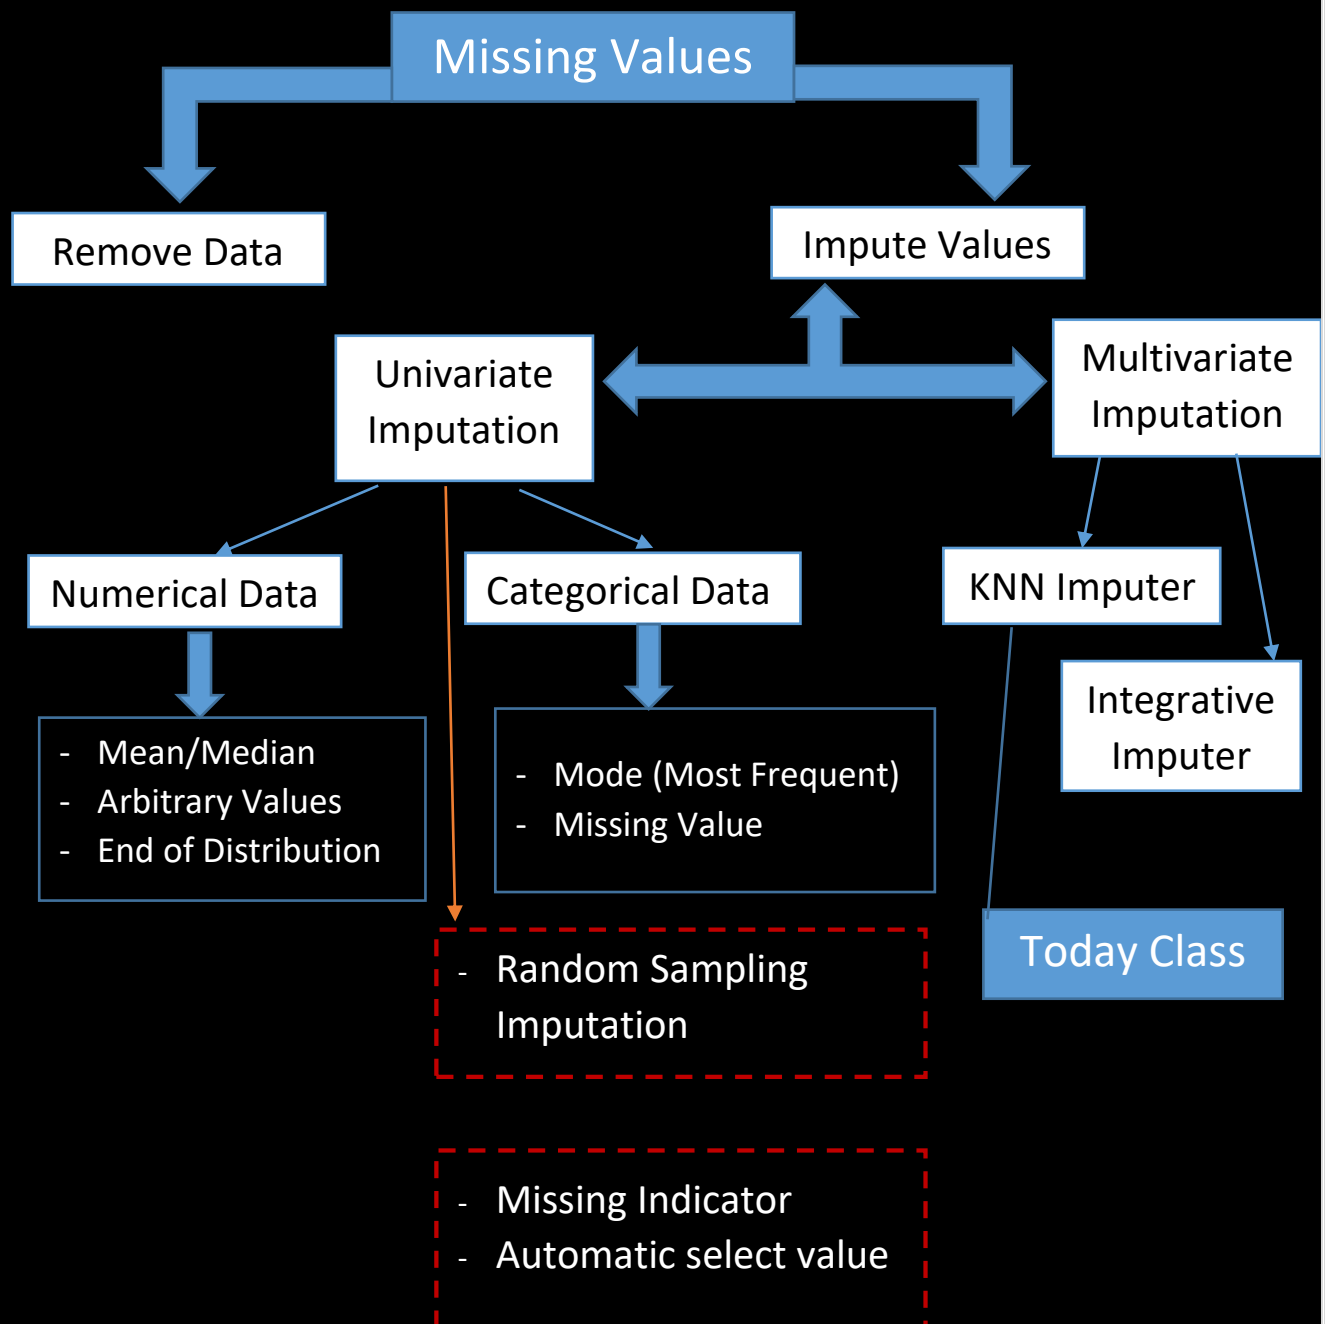 Missing Values
Remove Data
Impute Values
Univariate
Imputation
Multivariate
Imputation
Numerical Data
Categorical Data
KNN Imputer
Integrative
Imputer
- Mean/Median
- Arbitrary Values
- End of Distribution
- Mode (Most Frequent)
- Missing Value
Today Class
- Random Sampling
Imputation
- Missing Indicator
- Automatic select value